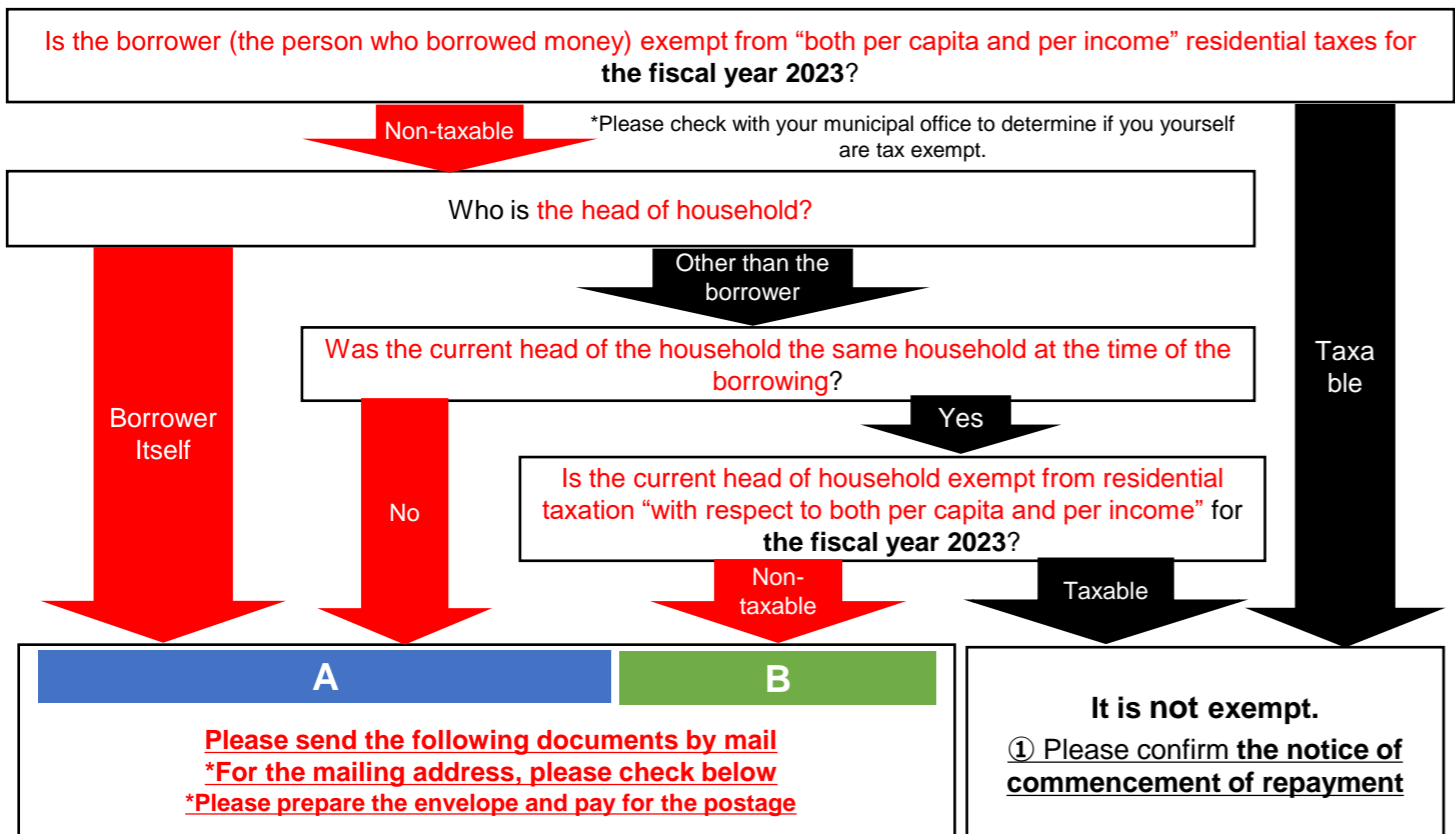 Is the borrower (the person who borrowed money) exempt from “both per capita and per income” residential taxes for
the fiscal year 2023?
Non-taxable
*Please check with your municipal office to determine if you yourself
are tax exempt.
Who is the head of household?
Other than the
borrower
Was the current head of the household the same household at the time of the
borrowing?
Taxa
ble
Borrower
Itself
Yes
Is the current head of household exempt from residential
taxation “with respect to both per capita and per income” for
the fiscal year 2023?
No
Non-
taxable
Taxable
A
B
Please send the following documents by mail
*For the mailing address, please check below
*Please prepare the envelope and pay for the postage
It is not exempt.
① Please confirm the notice of
commencement of repayment